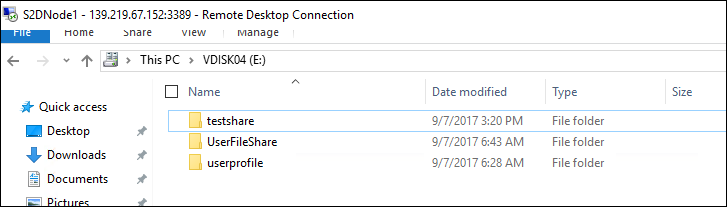 S2DNode1 - 139.219.67.152:3389 - Remote Desktop Connection
File Home Share View
This PC > VDISK04 (E:)
Name Date modified Type Size
Quick access
testshare 9/7/2017 3:20 PM File folder
Desktop
UserFileShare 9/7/2017 6:43 AM File folder
Downloads
userprofile 9/7/2017 6:28 AM File folder
Documents
Pictures